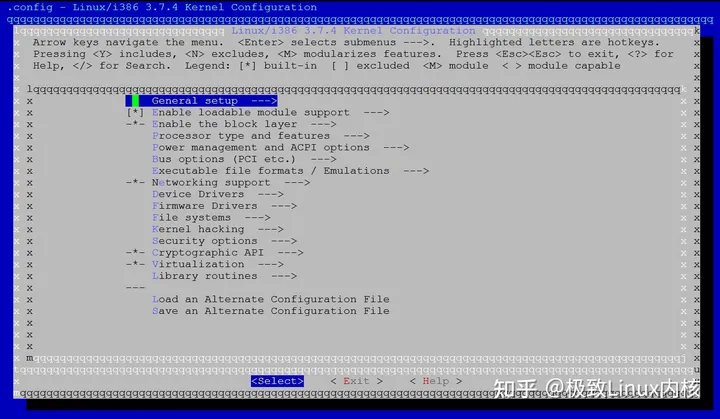 .config - Linux/i386 3.7.4 Kernel Configuration
Linux/i386 3.7.4 Kernel Configuration
Arrow keys navigate the menu. <Enter> selects submenus --->. Highlighted letters are hotkeys.
Pressing <Y> includes, <N> excludes, <M> modularizes features. Press <Esc><Esc> to exit, <?> for
Help, </> for Search. Legend: [*] built-in [ ] excluded <M> module < > module capable
General setup --->
[*] Enable loadable module support --->
-*- Enable the block layer --->
Processor type and features --->
Power management and ACPI options --->
Bus options (PCI etc.) --->
Executable file formats / Emulations --->
-*- Networking support --->
Device Drivers --->
Firmware Drivers --->
File systems --->
Kernel hacking --->
Security options --->
-*- Cryptographic API --->
-*- Virtualization --->
Library routines --->
---
Load an Alternate Configuration File
Save an Alternate Configuration File
<Select> < Exit > < Help >
知乎 @极致Linux内核